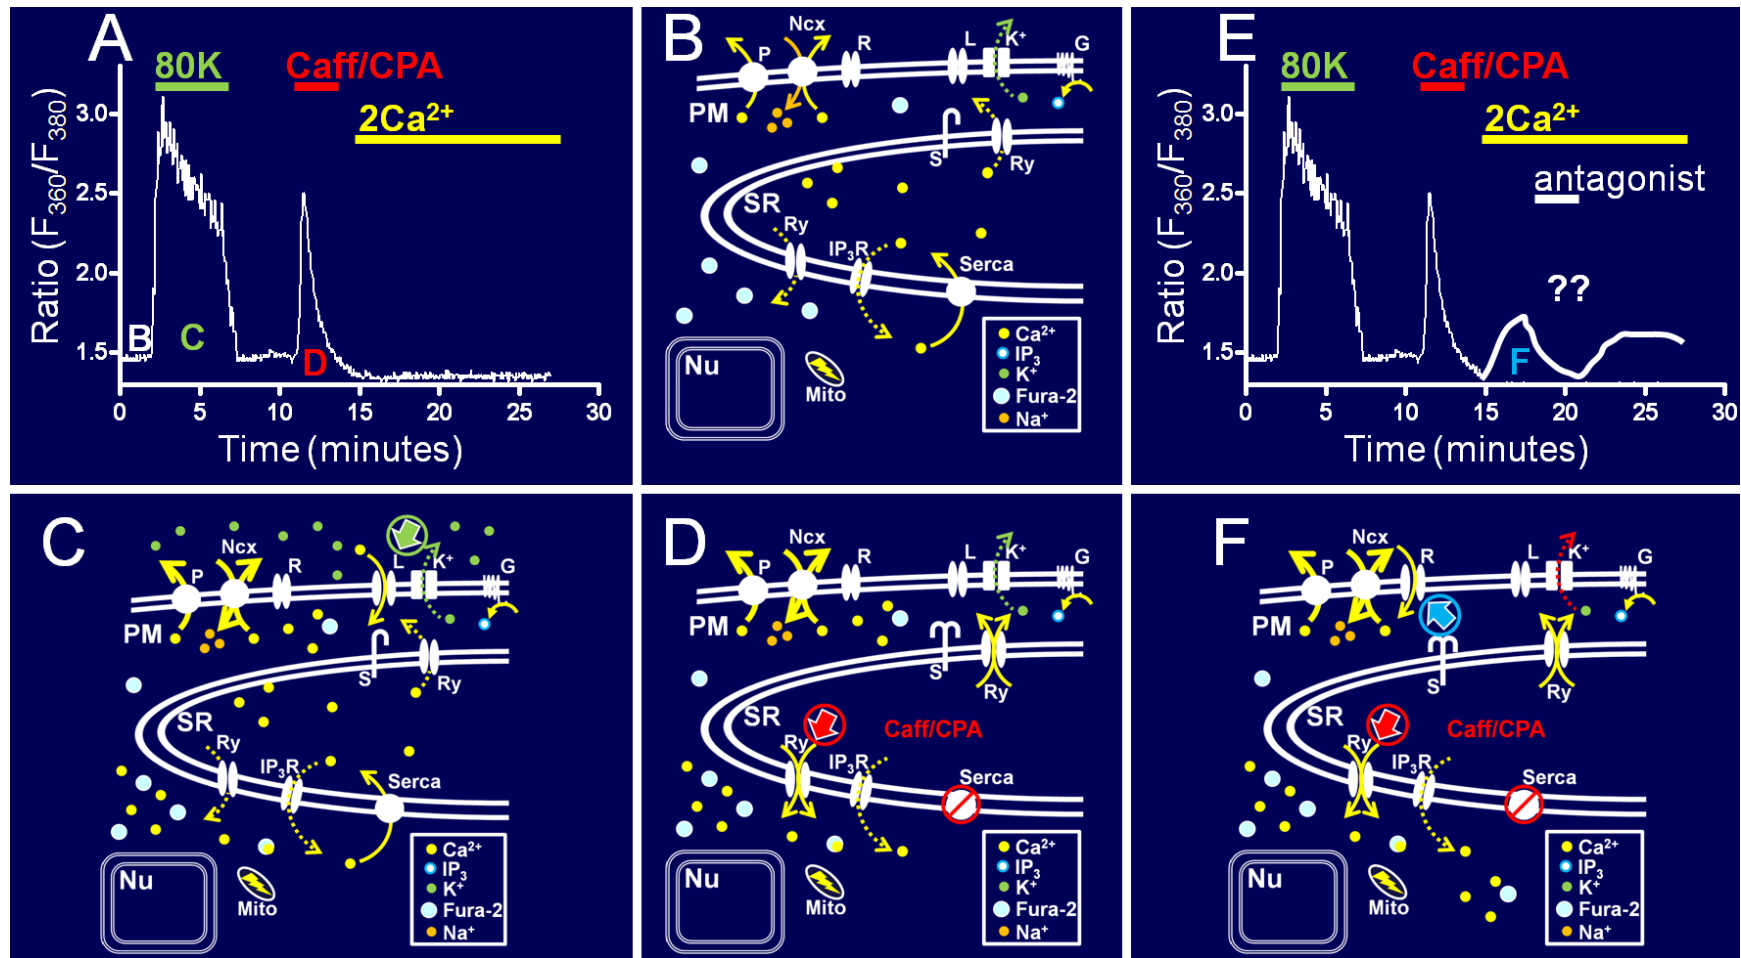 A
80K
Caff/CPA
2Ca²⁺
Ratio (F₃₆₀/F₃₈₀)
3.0
2.5
2.0
1.5
B
C
D
0
5
10
15
20
25
30
Time (minutes)
B
Ncx
P
R
L
K⁺
G
PM
S
Ry
SR
Ry
IP₃R
Serca
Nu
Mito
Ca²⁺
IP₃
K⁺
Fura-2
Na⁺
E
80K
Caff/CPA
2Ca²⁺
antagonist
??
Ratio (F₃₆₀/F₃₈₀)
3.0
2.5
2.0
1.5
F
0
5
10
15
20
25
30
Time (minutes)
C
Ncx
P
R
L
K⁺
G
PM
S
Ry
SR
Ry
IP₃R
Serca
Nu
Mito
Ca²⁺
IP₃
K⁺
Fura-2
Na⁺
D
Ncx
P
R
L
K⁺
G
PM
S
Ry
SR
Caff/CPA
Ry
IP₃R
Serca
Nu
Mito
Ca²⁺
IP₃
K⁺
Fura-2
Na⁺
F
Ncx
P
R
L
K⁺
G
PM
S
Ry
SR
Caff/CPA
Ry
IP₃R
Serca
Nu
Mito
Ca²⁺
IP₃
K⁺
Fura-2
Na⁺